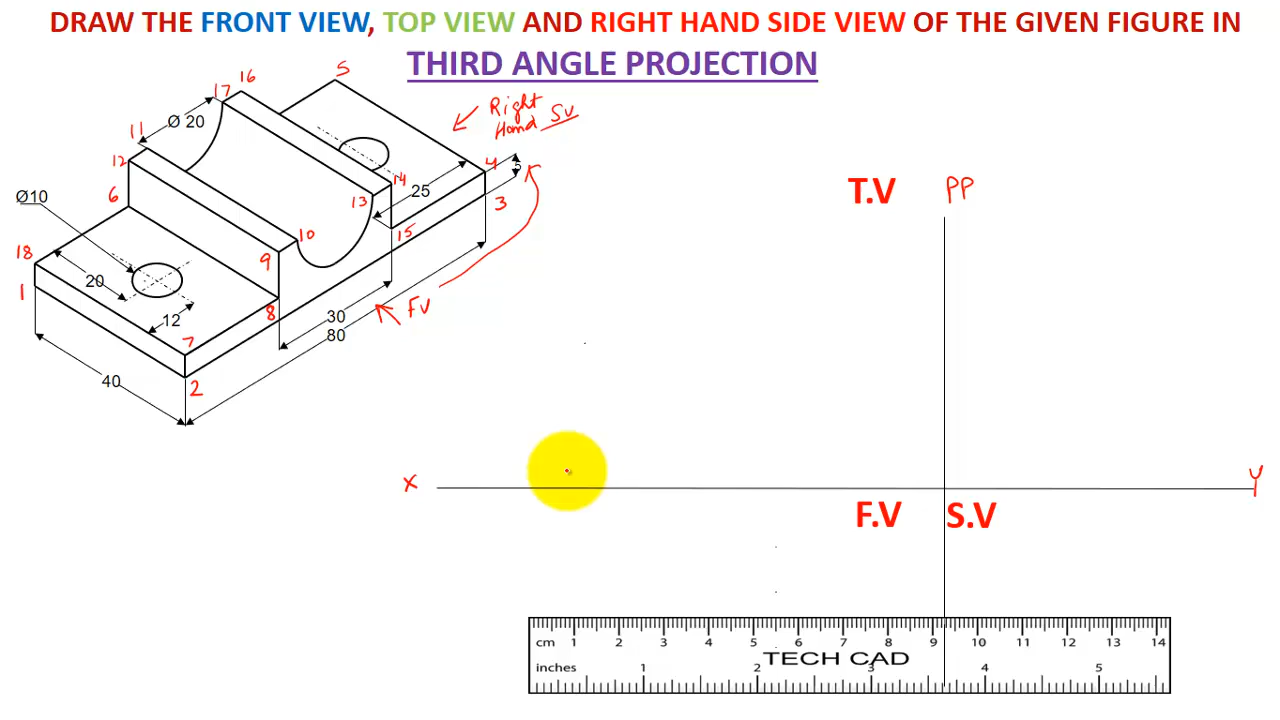 DRAW THE FRONT VIEW, TOP VIEW AND RIGHT HAND SIDE VIEW OF THE GIVEN FIGURE IN
THIRD ANGLE PROJECTION
5
16
17
Right
Hand SV
11
Ø 20
12
4
5
14
25
6
13
3
Ø10
15
10
18
9
20
1
8
FV
12
30
7
80
40
2
T.V
PP
X
Y
F.V
S.V
cm 1 2 3 4 5 6 7 8 9 10 11 12 13 14
TECH CAD
inches 1 2 3 4 5